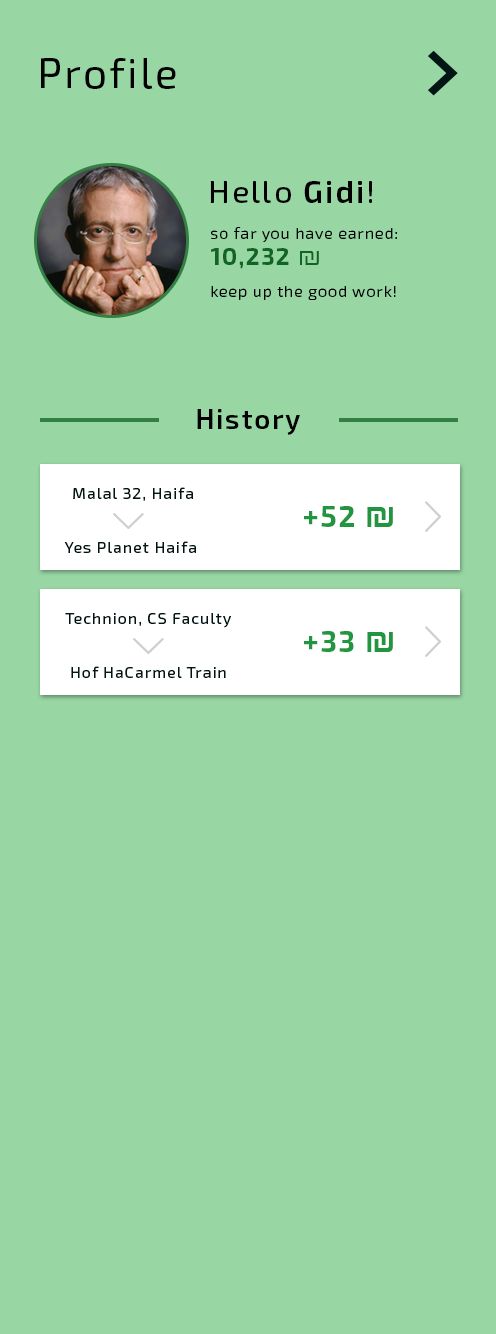 Profile
Hello Gidi!
so far you have earned:
10,232 ₪
keep up the good work!
History
Malal 32, Haifa
+52 ₪
Yes Planet Haifa
Technion, CS Faculty
+33 ₪
Hof HaCarmel Train